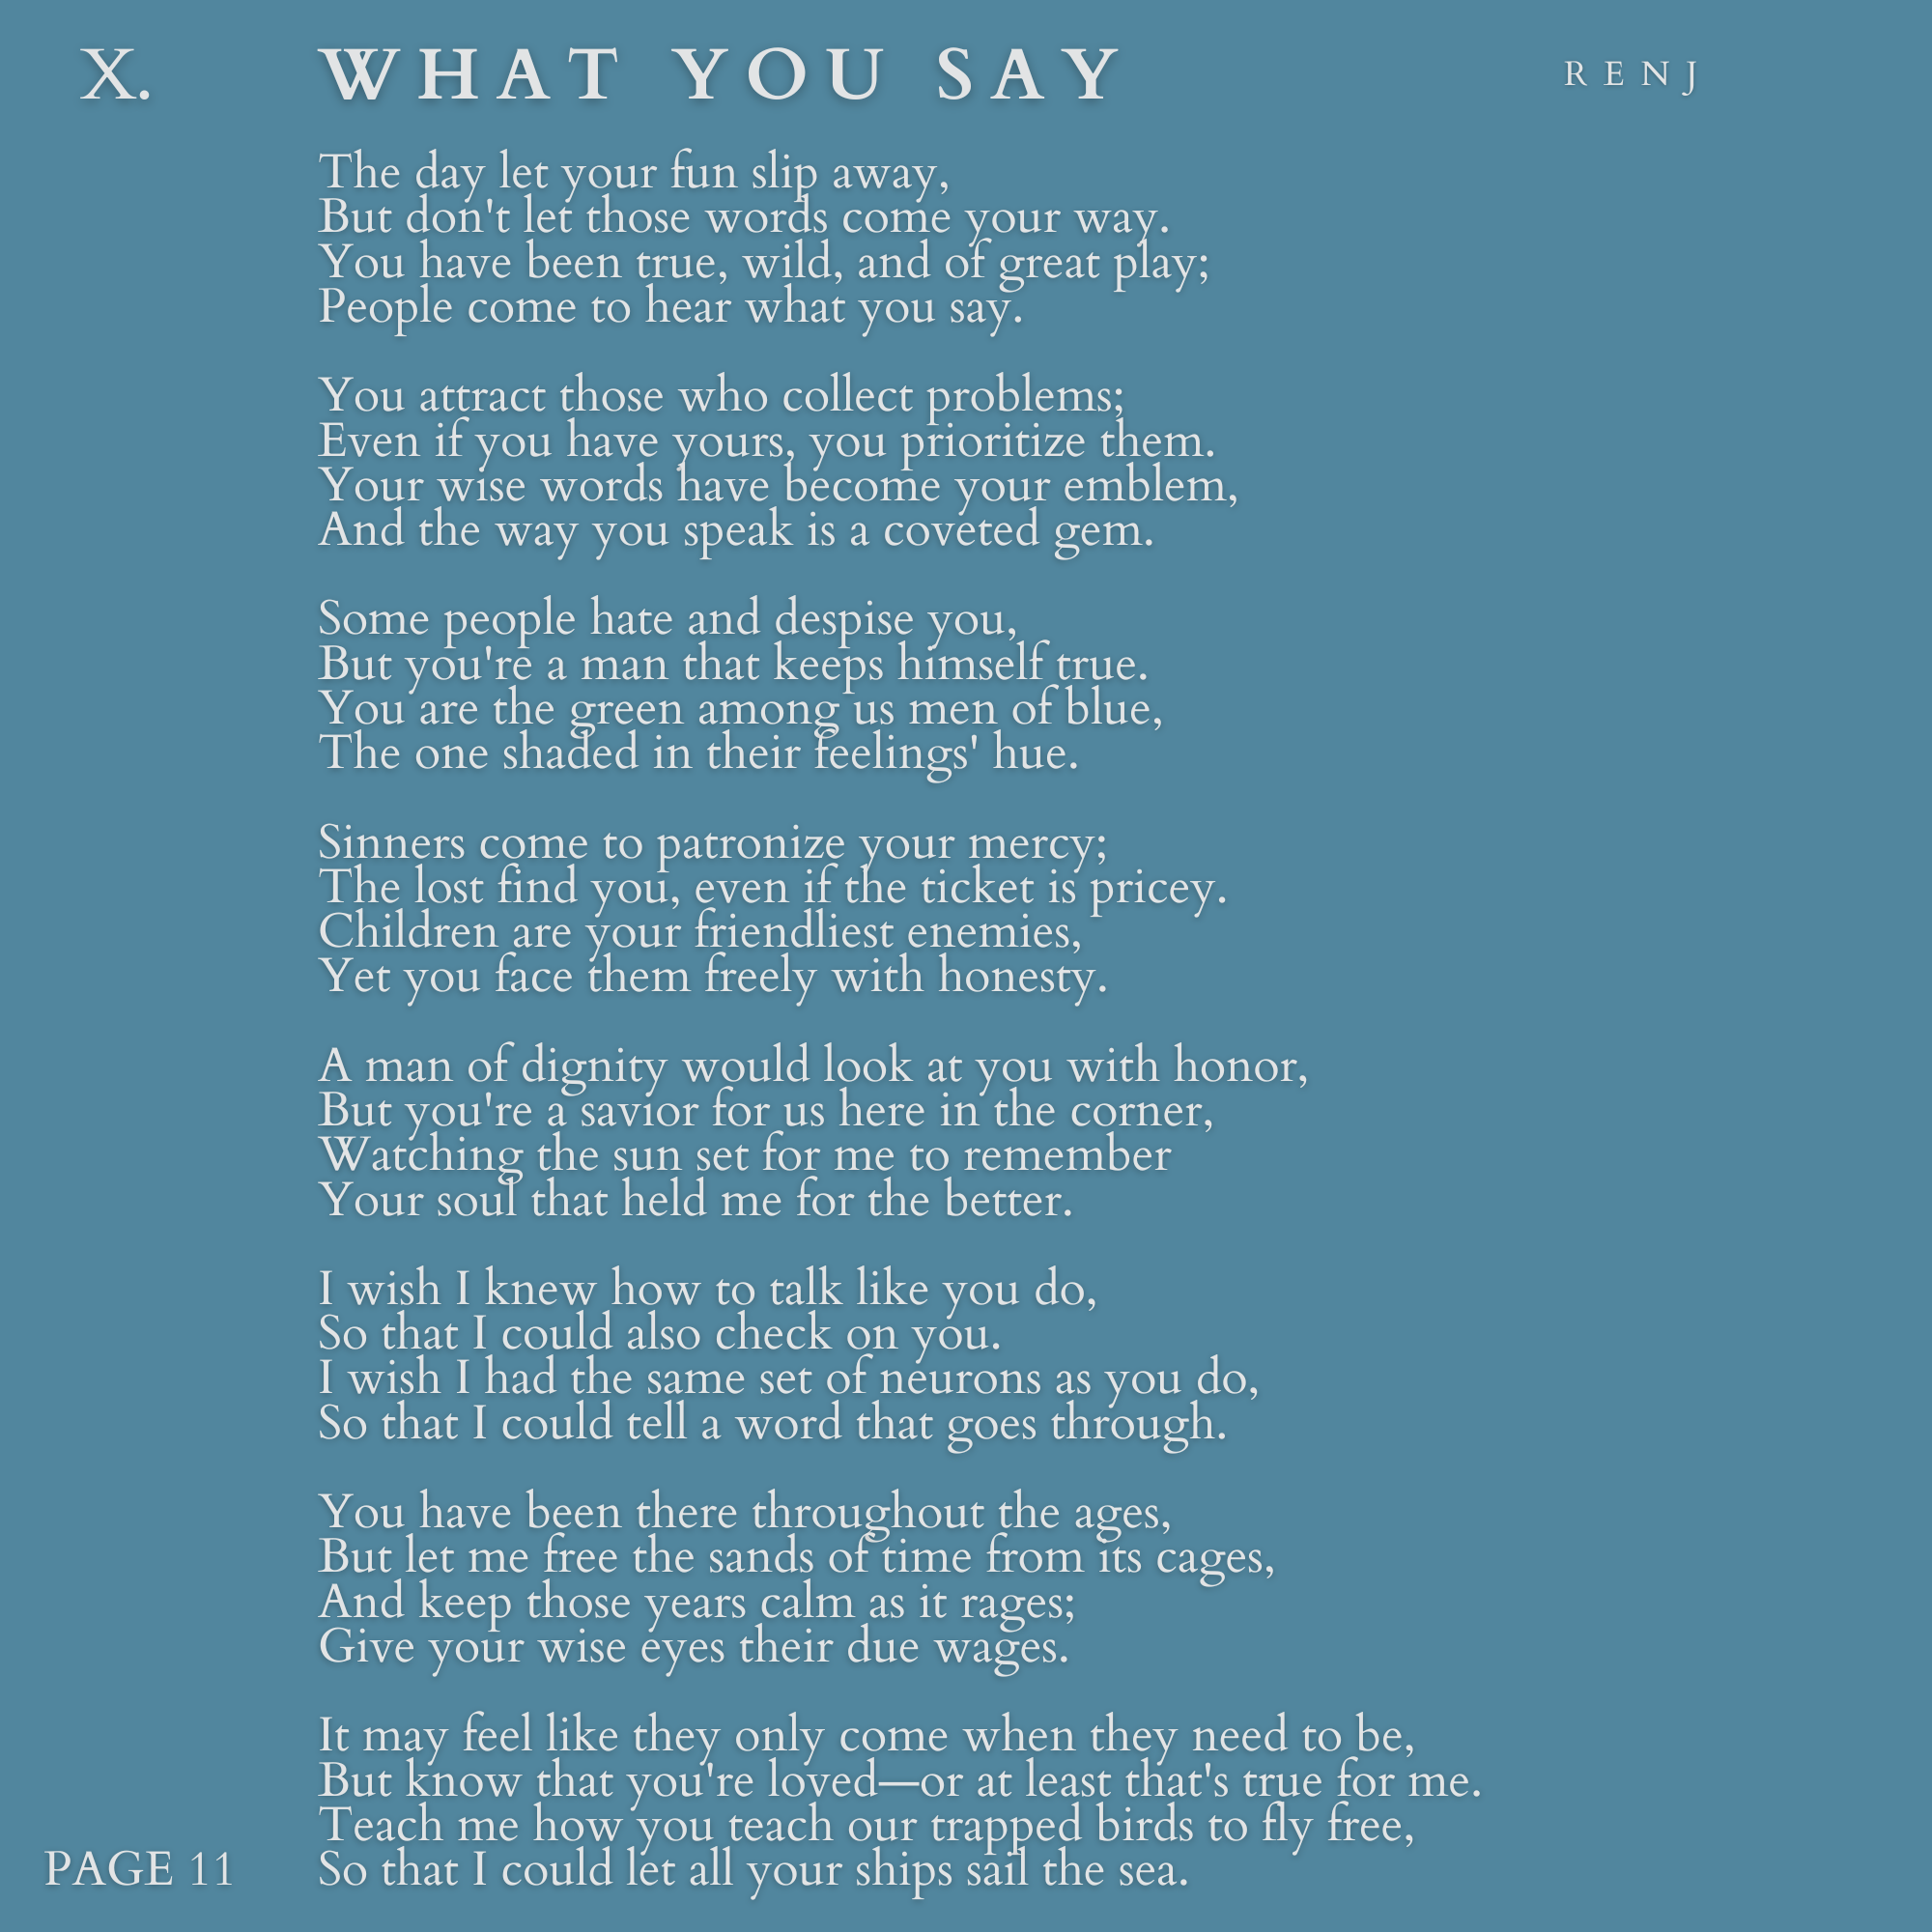 X. WHAT YOU SAY RENJ
The day let your fun slip away,
But don't let those words come your way.
You have been true, wild, and of great play;
People come to hear what you say.
You attract those who collect problems;
Even if you have yours, you prioritize them.
Your wise words have become your emblem,
And the way you speak is a coveted gem.
Some people hate and despise you,
But you're a man that keeps himself true.
You are the green among us men of blue,
The one shaded in their feelings' hue.
Sinners come to patronize your mercy;
The lost find you, even if the ticket is pricey.
Children are your friendliest enemies,
Yet you face them freely with honesty.
A man of dignity would look at you with honor,
But you're a savior for us here in the corner,
Watching the sun set for me to remember
Your soul that held me for the better.
I wish I knew how to talk like you do,
So that I could also check on you.
I wish I had the same set of neurons as you do,
So that I could tell a word that goes through.
You have been there throughout the ages,
But let me free the sands of time from its cages,
And keep those years calm as it rages;
Give your wise eyes their due wages.
It may feel like they only come when they need to be,
But know that you're loved—or at least that's true for me.
Teach me how you teach our trapped birds to fly free,
So that I could let all your ships sail the sea.
PAGE 11